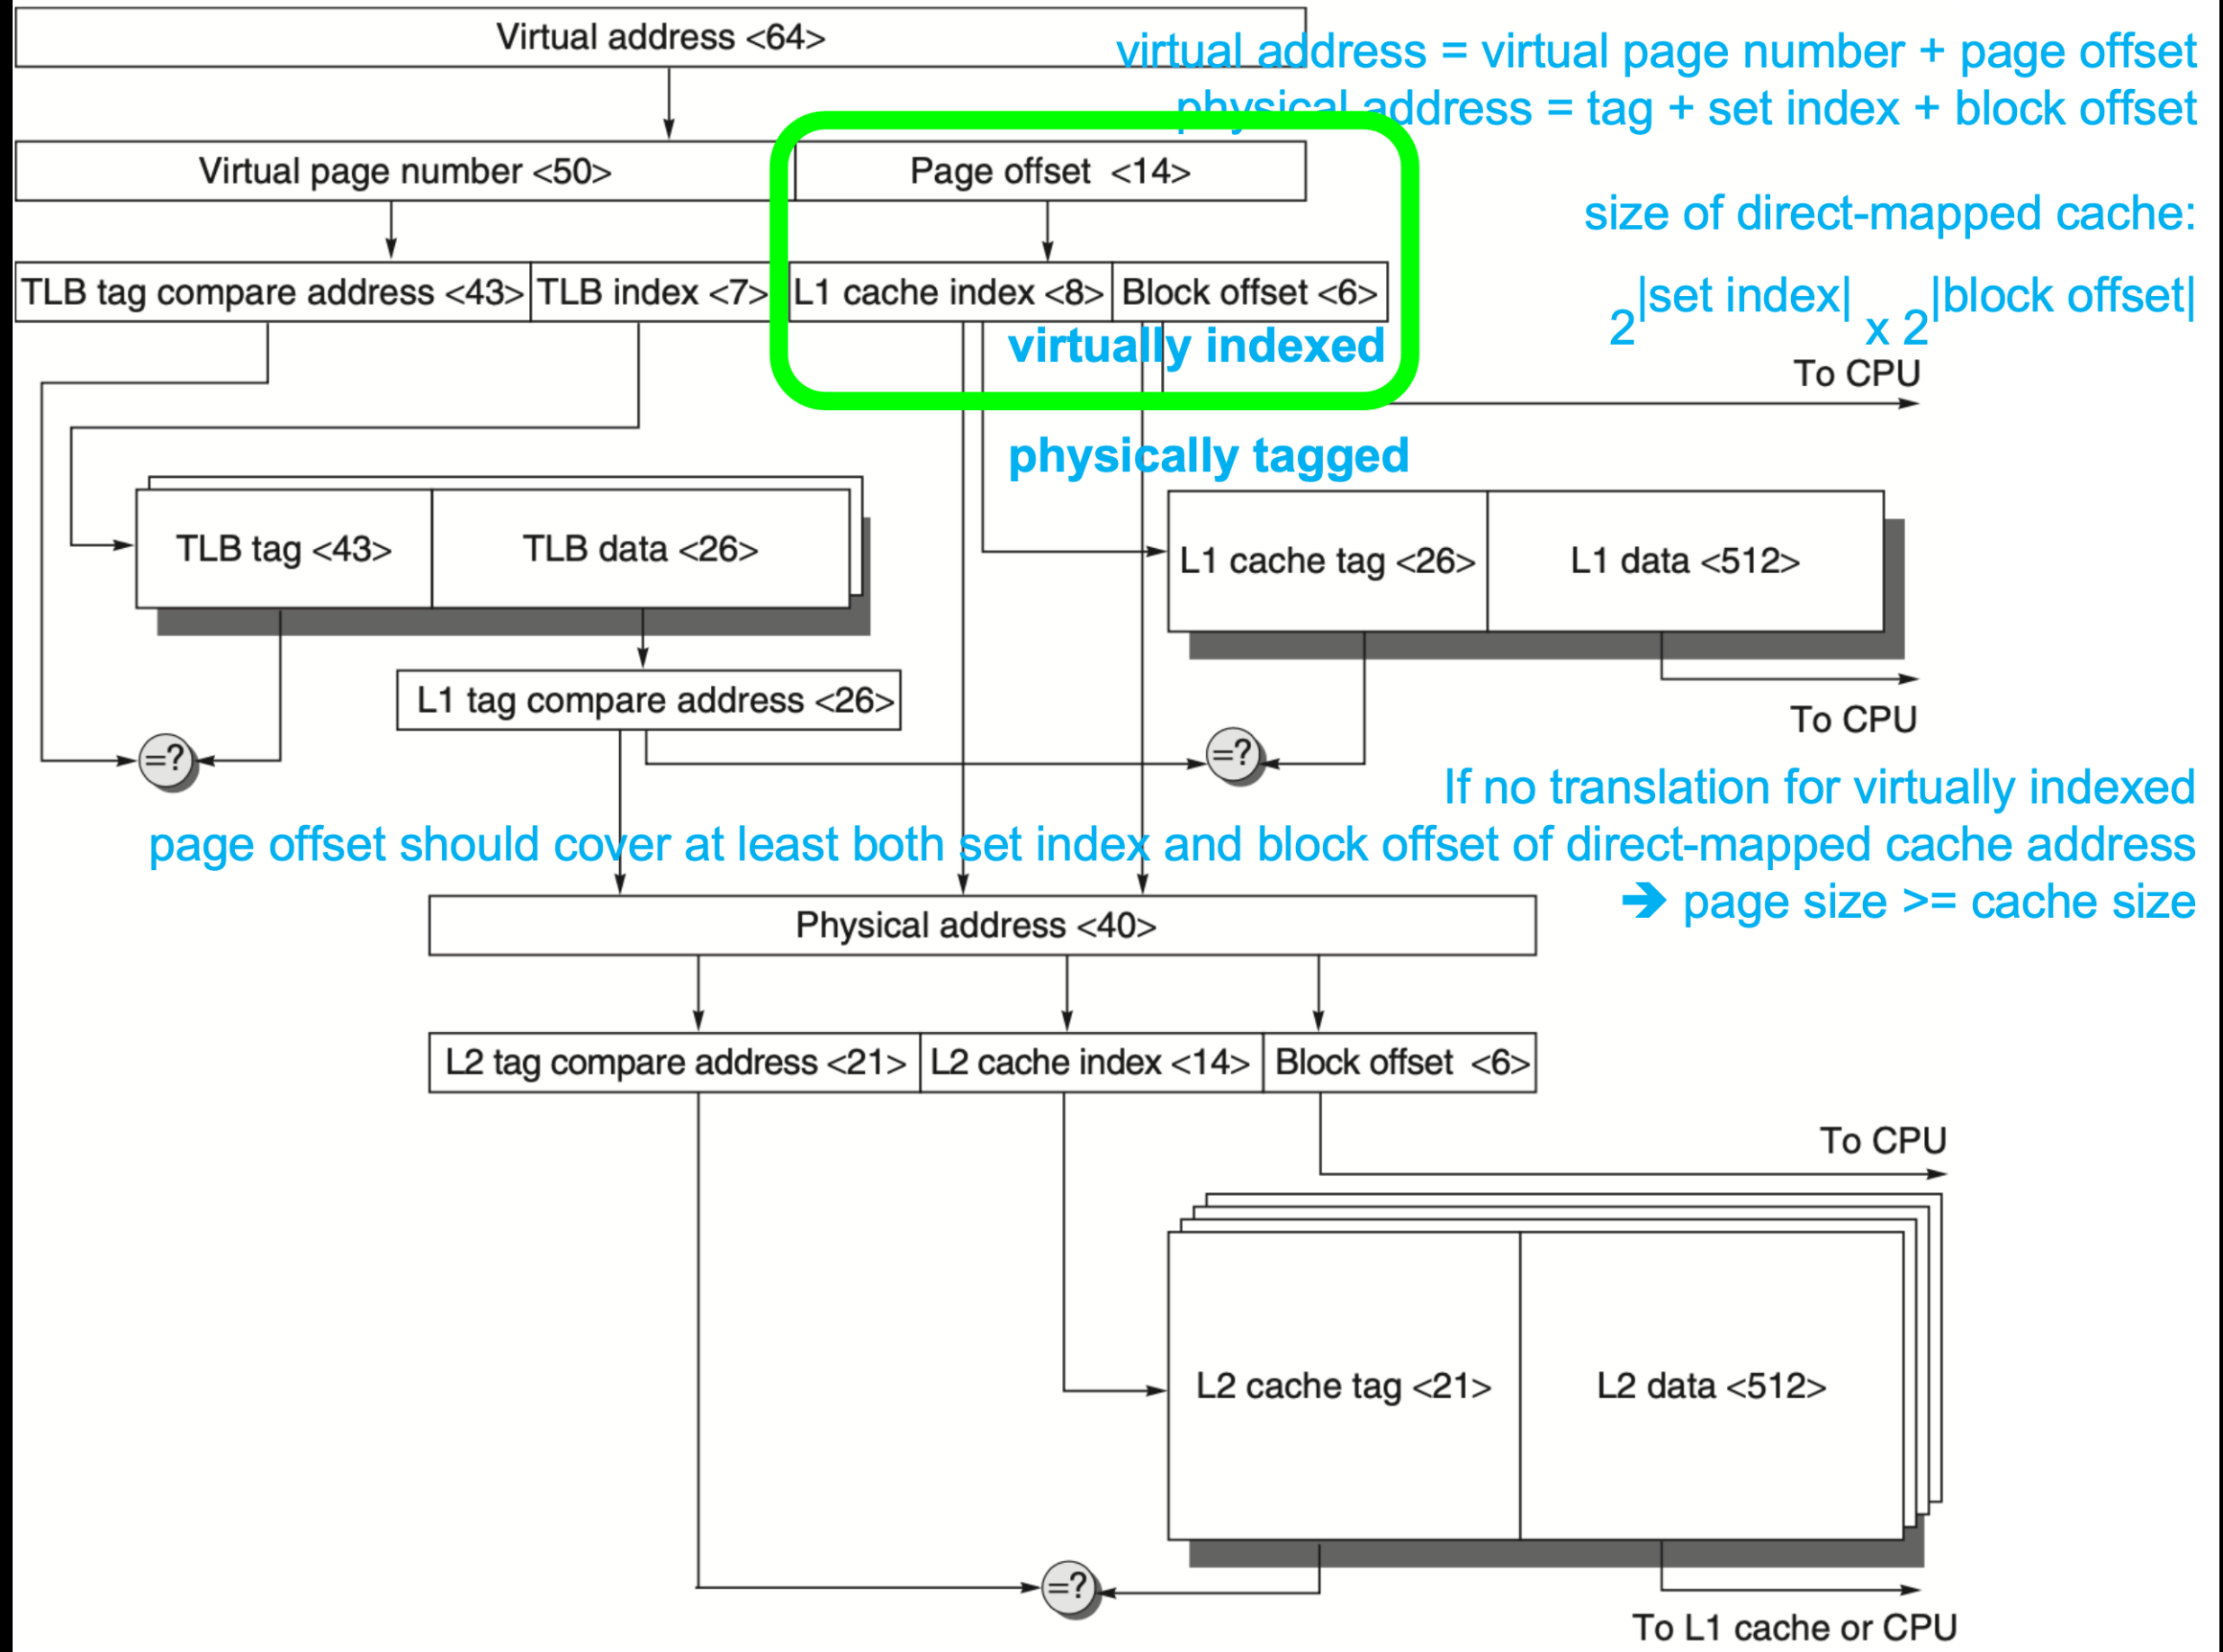 Virtual address <64>
virtual address = virtual page number + page offset
physical address = tag + set index + block offset
Virtual page number <50>
Page offset <14>
size of direct-mapped cache:
TLB tag compare address <43>
TLB index <7>
L1 cache index <8>
Block offset <6>
2|set index| x 2|block offset|
virtually indexed
To CPU
physically tagged
TLB tag <43>
TLB data <26>
L1 cache tag <26>
L1 data <512>
L1 tag compare address <26>
To CPU
=?
=?
If no translation for virtually indexed
page offset should cover at least both set index and block offset of direct-mapped cache address
➔ page size >= cache size
Physical address <40>
L2 tag compare address <21>
L2 cache index <14>
Block offset <6>
To CPU
L2 cache tag <21>
L2 data <512>
=?
To L1 cache or CPU